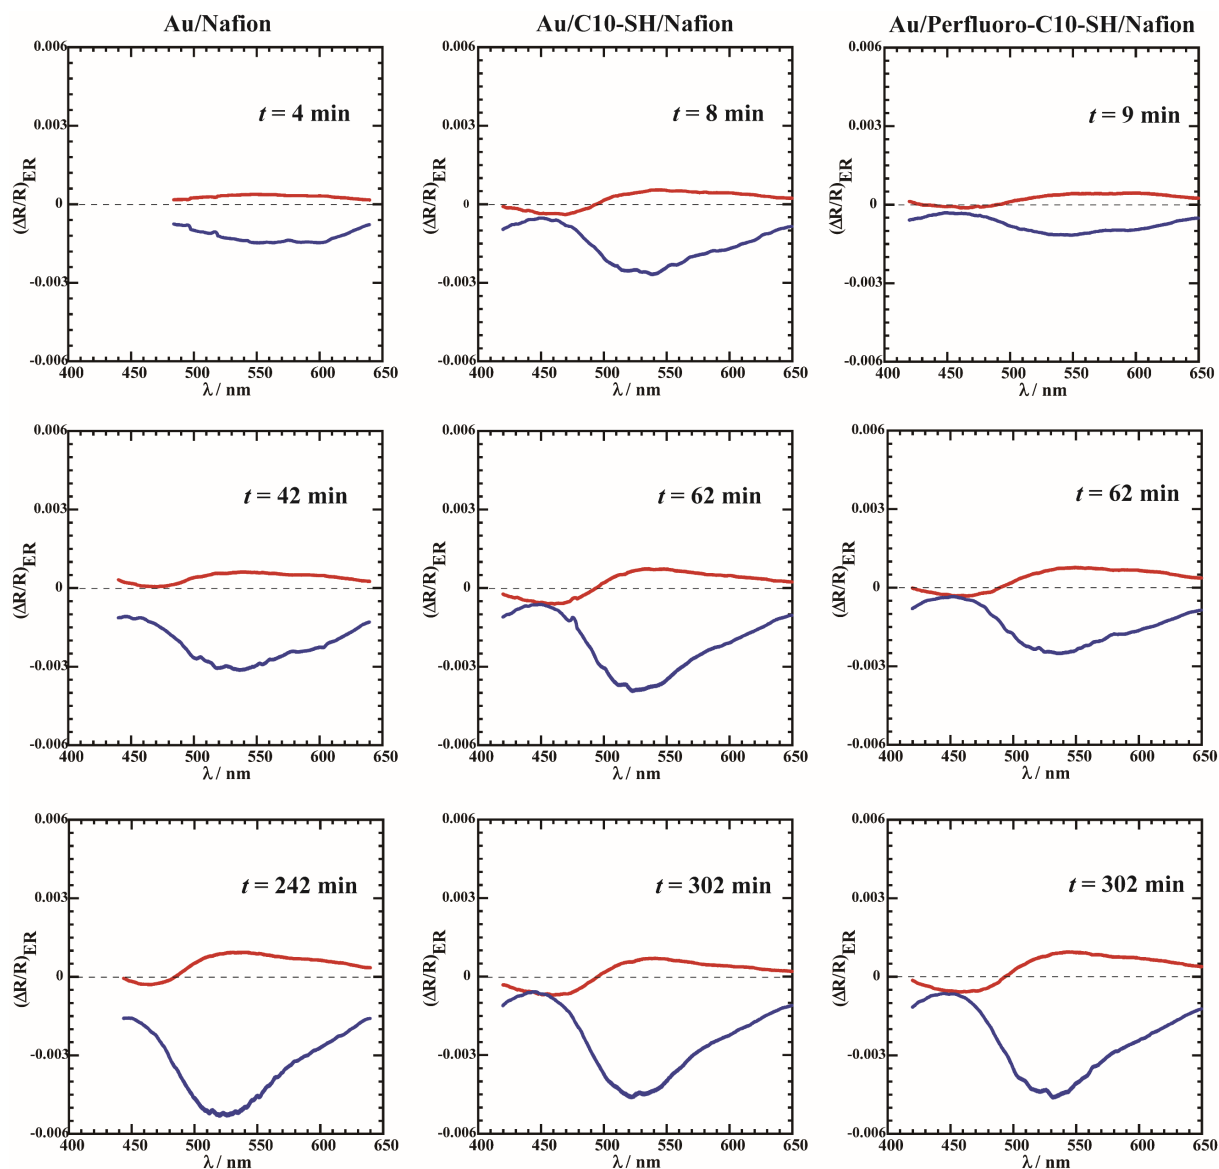 Au/Nafion
Au/C10-SH/Nafion
Au/Perfluoro-C10-SH/Nafion
0.006
0.003
0
-0.003
-0.006
(ΔR/R)ER
t = 4 min
400 450 500 550 600 650
λ / nm
0.006
0.003
0
-0.003
-0.006
(ΔR/R)ER
t = 8 min
400 450 500 550 600 650
λ / nm
0.006
0.003
0
-0.003
-0.006
(ΔR/R)ER
t = 9 min
400 450 500 550 600 650
λ / nm
0.006
0.003
0
-0.003
-0.006
(ΔR/R)ER
t = 42 min
400 450 500 550 600 650
λ / nm
0.006
0.003
0
-0.003
-0.006
(ΔR/R)ER
t = 62 min
400 450 500 550 600 650
λ / nm
0.006
0.003
0
-0.003
-0.006
(ΔR/R)ER
t = 62 min
400 450 500 550 600 650
λ / nm
0.006
0.003
0
-0.003
-0.006
(ΔR/R)ER
t = 242 min
400 450 500 550 600 650
λ / nm
0.006
0.003
0
-0.003
-0.006
(ΔR/R)ER
t = 302 min
400 450 500 550 600 650
λ / nm
0.006
0.003
0
-0.003
-0.006
(ΔR/R)ER
t = 302 min
400 450 500 550 600 650
λ / nm